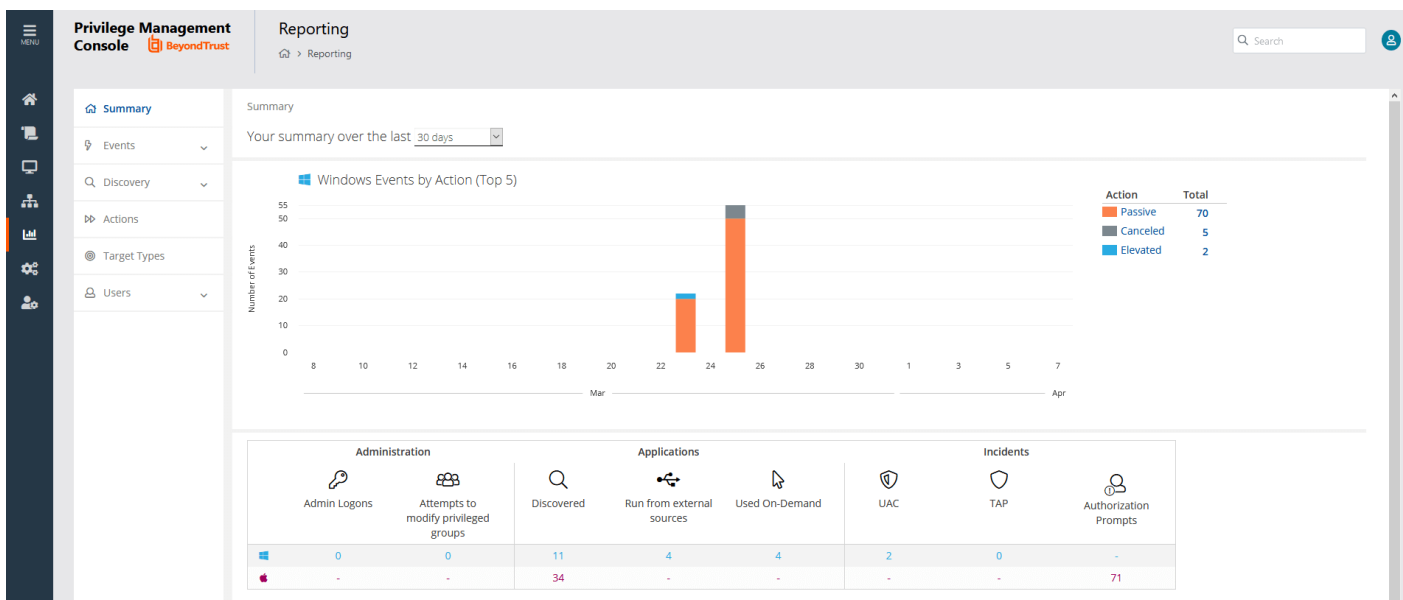 MENU
Privilege Management
Console BeyondTrust
Reporting
> Reporting
Search
Summary
Events
Discovery
Actions
Target Types
Users
Summary
Your summary over the last 30 days
Windows Events by Action (Top 5)
Number of Events
55
50
40
30
20
10
0
8 10 12 14 16 18 20 22 24 26 28 30 1 3 5 7
Mar Apr
Action Total
Passive 70
Canceled 5
Elevated 2
Administration Applications Incidents
Admin Logons
Attempts to
modify privileged
groups
Discovered
Run from external
sources
Used On-Demand
UAC
TAP
Authorization
Prompts
0 0 11 4 4 2 0 -
- - 34 - - - - 71